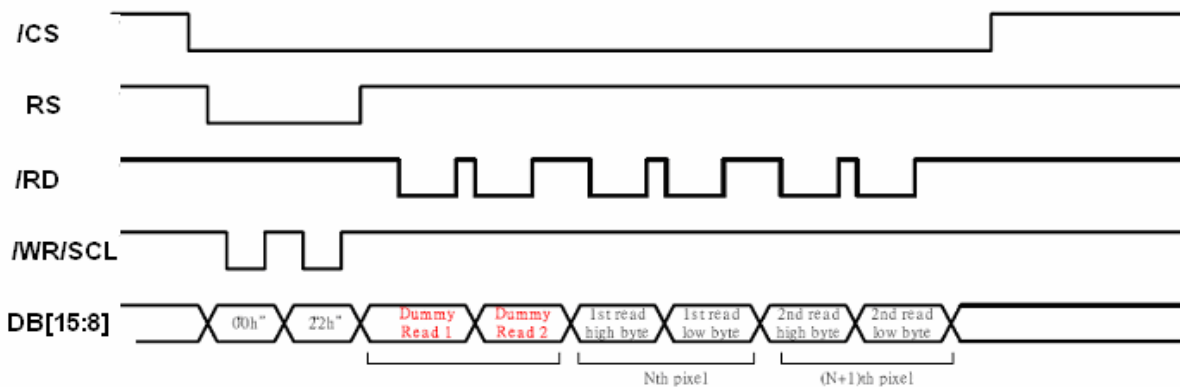 /CS
RS
/RD
/WR/SCL
DB[15:8]
"00h"
"22h"
Dummy
Read 1
Dummy
Read 2
1st read
high byte
1st read
low byte
2nd read
high byte
2nd read
low byte
Nth pixel
(N+1)th pixel